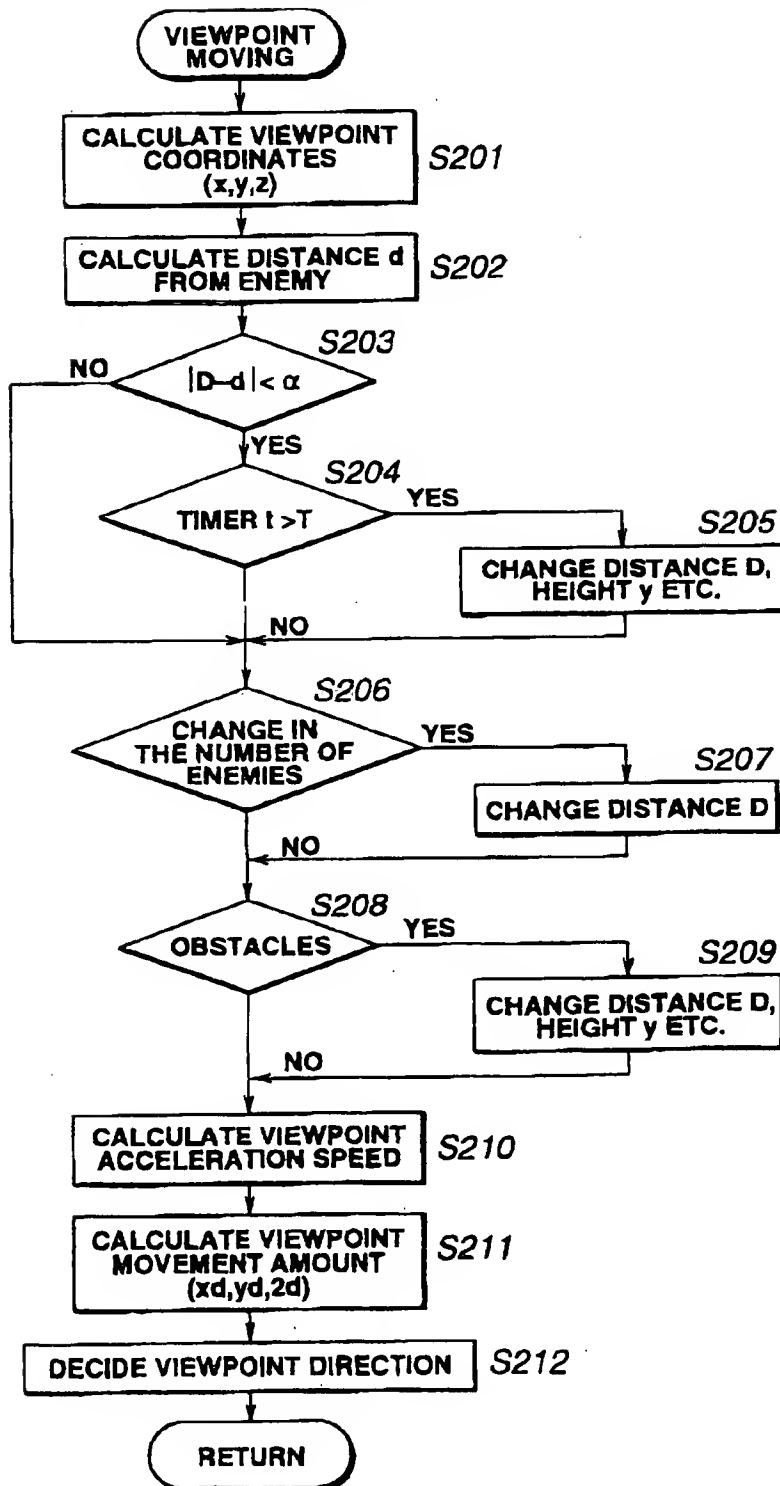 VIEWPOINT
MOVING
CALCULATE VIEWPOINT
COORDINATES
(x,y,z)
S201
CALCULATE DISTANCE d
FROM ENEMY
S202
S203
NO
|D-d| < α
YES
S204
TIMER t >T
YES
S205
CHANGE DISTANCE D,
HEIGHT y ETC.
NO
S206
CHANGE IN
THE NUMBER OF
ENEMIES
YES
S207
CHANGE DISTANCE D
NO
S208
OBSTACLES
YES
S209
CHANGE DISTANCE D,
HEIGHT y ETC.
NO
CALCULATE VIEWPOINT
ACCELERATION SPEED
S210
CALCULATE VIEWPOINT
MOVEMENT AMOUNT
(xd,yd,2d)
S211
DECIDE VIEWPOINT DIRECTION
S212
RETURN